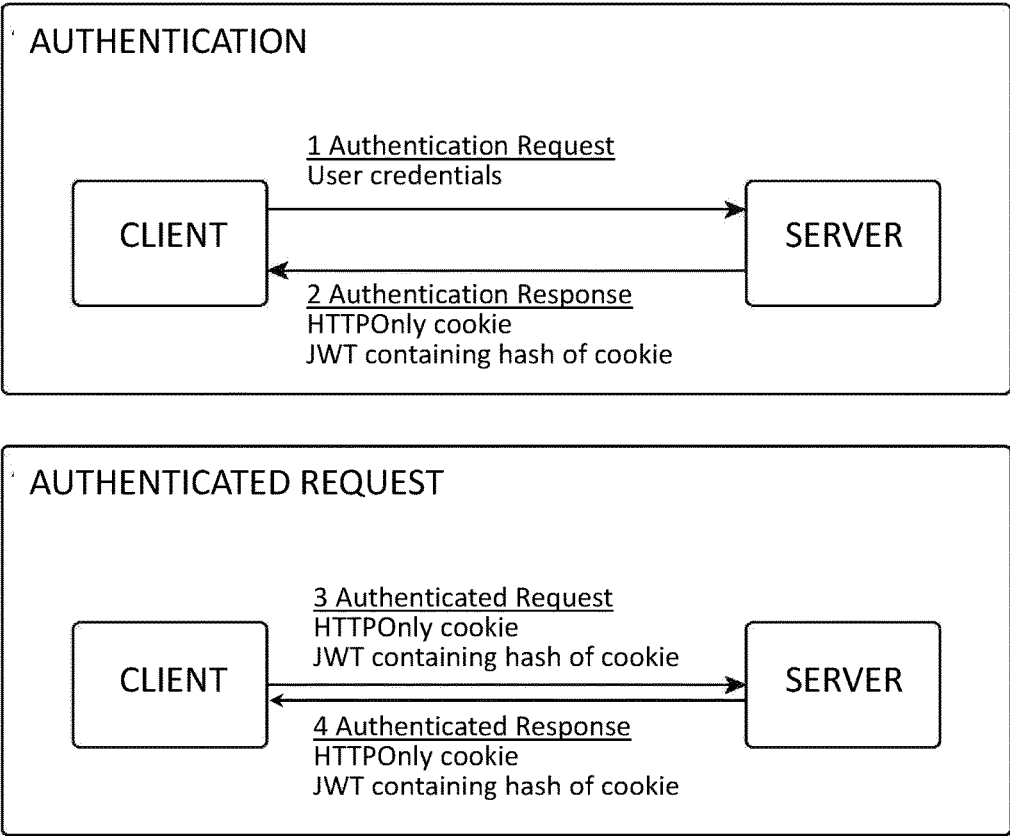 AUTHENTICATION
1 Authentication Request
User credentials
CLIENT
SERVER
2 Authentication Response
HTTPOnly cookie
JWT containing hash of cookie
AUTHENTICATED REQUEST
3 Authenticated Request
HTTPOnly cookie
JWT containing hash of cookie
CLIENT
SERVER
4 Authenticated Response
HTTPOnly cookie
JWT containing hash of cookie